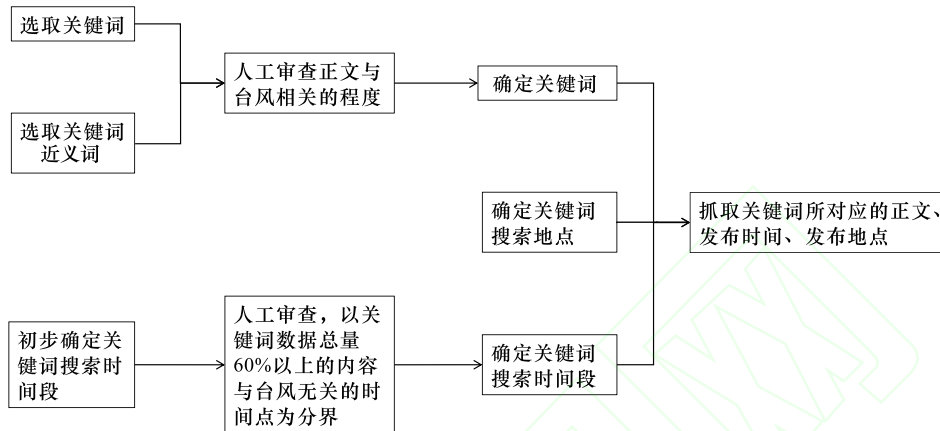 选取关键词
选取关键词
近义词
人工审查正文与
台风相关的程度
确定关键词
确定关键词
搜索地点
抓取关键词所对应的正文、
发布时间、发布地点
初步确定关
键词搜索时
间段
人工审查，以关
键词数据总量
60%以上的内容
与台风无关的时
间点为分界
确定关键词
搜索时间段